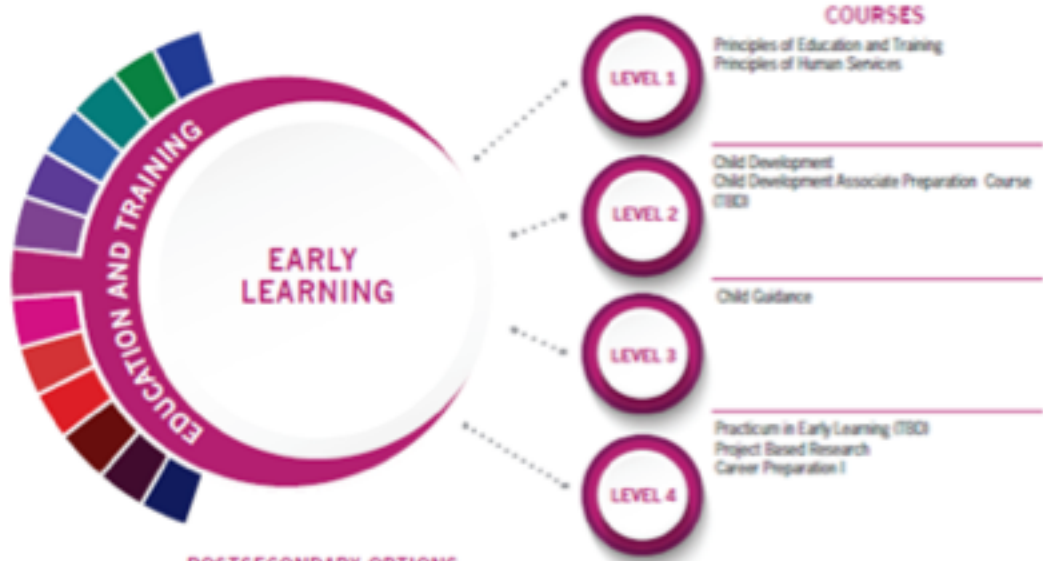 COURSES
EDUCATION AND TRAINING
EARLY
LEARNING
LEVEL 1
Principles of Education and Training
Principles of Human Services
LEVEL 2
Child Development
Child Development Associate Preparation Course
(TBD)
LEVEL 3
Child Guidance
LEVEL 4
Practicum in Early Learning (TBD)
Project Based Research
Career Preparation I
POSTSECONDARY OPTIONS